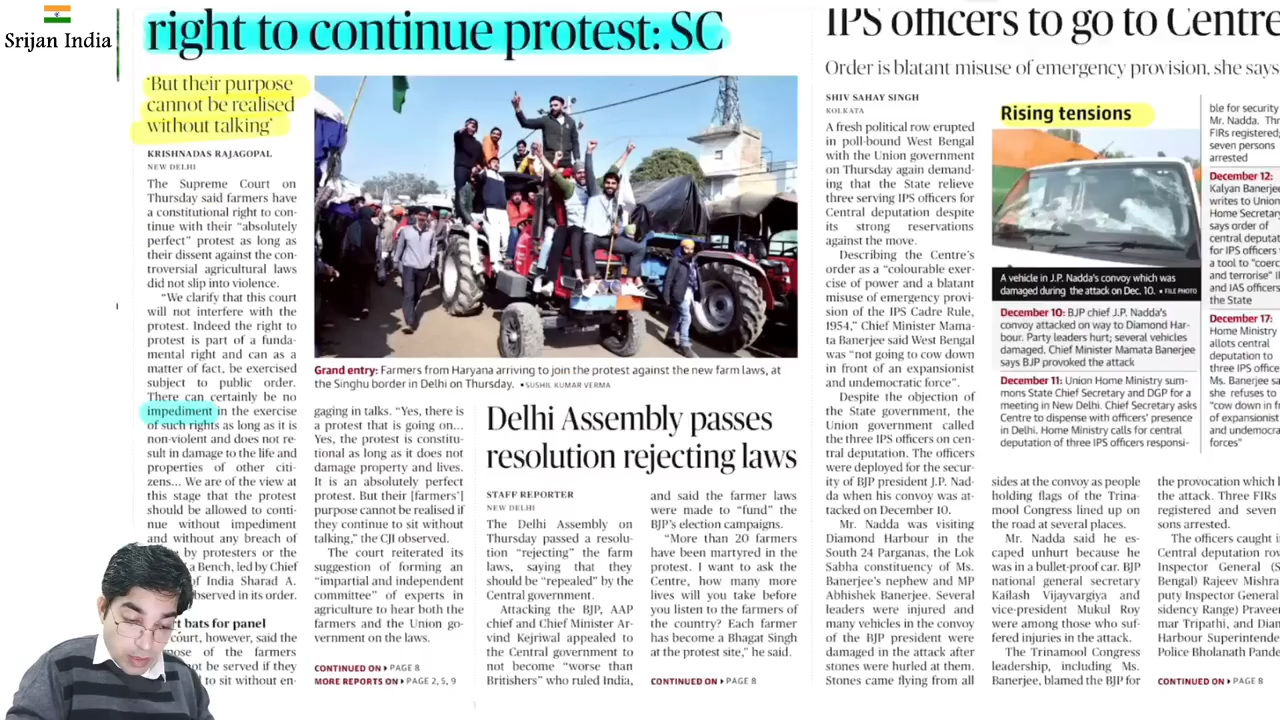 Srijan India
right to continue protest: SC
‘But their purpose
cannot be realised
without talking’
KRISHNADAS RAJAGOPAL
NEW DELHI
The Supreme Court on
Thursday said farmers have
a constitutional right to con-
tinue with their “absolutely
perfect” protest as long as
their dissent against the con-
troversial agricultural laws
did not slip into violence.
“We clarify that this court
will not interfere with the
protest. Indeed the right to
protest is part of a funda-
mental right and can as a
matter of fact, be exercised
subject to public order.
There can certainly be no
impediment in the exercise
of such rights as long as it is
non-violent and does not re-
sult in damage to the life and
properties of other citi-
zens... We are of the view at
this stage that the protest
should be allowed to conti-
nue without impediment
and without any breach of
by protesters or the
a Bench, led by Chief
of India Sharad A.
observed in its order.
bats for panel
court, however, said the
of the farmers
not be served if they
to sit without en-
Grand entry: Farmers from Haryana arriving to join the protest against the new farm laws, at
the Singhu border in Delhi on Thursday. ▪SUSHIL KUMAR VERMA
gaging in talks. “Yes, there is
a protest that is going on...
Yes, the protest is constitu-
tional as long as it does not
damage property and lives.
It is an absolutely perfect
protest. But their [farmers’]
purpose cannot be realised if
they continue to sit without
talking,” the CJI observed.
The court reiterated its
suggestion of forming an
“impartial and independent
committee” of experts in
agriculture to hear both the
farmers and the Union go-
vernment on the laws.
CONTINUED ON ▸ PAGE 8
MORE REPORTS ON ▸ PAGE 2, 5, 9
Delhi Assembly passes
resolution rejecting laws
STAFF REPORTER
NEW DELHI
The Delhi Assembly on
Thursday passed a resolu-
tion “rejecting” the farm
laws, saying that they
should be “repealed” by the
Central government.
Attacking the BJP, AAP
chief and Chief Minister Ar-
vind Kejriwal appealed to
the Central government to
not become “worse than
Britishers” who ruled India,
and said the farmer laws
were made to “fund” the
BJP’s election campaigns.
“More than 20 farmers
have been martyred in the
protest. I want to ask the
Centre, how many more
lives will you take before
you listen to the farmers of
the country? Each farmer
has become a Bhagat Singh
at the protest site,” he said.
CONTINUED ON ▸ PAGE 8
IPS officers to go to Centre
Order is blatant misuse of emergency provision, she says
SHIV SAHAY SINGH
KOLKATA
A fresh political row erupted
in poll-bound West Bengal
with the Union government
on Thursday again demand-
ing that the State relieve
three serving IPS officers for
Central deputation despite
its strong reservations
against the move.
Describing the Centre’s
order as a “colourable exer-
cise of power and a blatant
misuse of emergency provi-
sion of the IPS Cadre Rule,
1954,” Chief Minister Mama-
ta Banerjee said West Bengal
was “not going to cow down
in front of an expansionist
and undemocratic force”.
Despite the objection of
the State government, the
Union government called
the three IPS officers on cen-
tral deputation. The officers
were deployed for the secur-
ity of BJP president J.P. Nad-
da when his convoy was at-
tacked on December 10.
Mr. Nadda was visiting
Diamond Harbour in the
South 24 Parganas, the Lok
Sabha constituency of Ms.
Banerjee’s nephew and MP
Abhishek Banerjee. Several
leaders were injured and
many vehicles in the convoy
of the BJP president were
damaged in the attack after
stones were hurled at them.
Stones came flying from all
Rising tensions
A vehicle in J.P. Nadda's convoy which was
damaged during the attack on Dec. 10. ▪ FILE PHOTO
December 10: BJP chief J.P. Nadda's
convoy attacked on way to Diamond Har-
bour. Party leaders hurt; several vehicles
damaged. Chief Minister Mamata Banerjee
says BJP provoked the attack
December 11: Union Home Ministry sum-
mons State Chief Secretary and DGP for a
meeting in New Delhi. Chief Secretary asks
Centre to dispense with officers' presence
in Delhi. Home Ministry calls for central
deputation of three IPS officers responsi-
ble for security
Mr. Nadda.
FIRs registered;
seven persons
arrested
December 12:
Kalyan Banerjee
writes to Union
Home Secretary
says order of
central deputat
for IPS officers
a tool to "coerc
and terrorise"
and IAS officers
the State
December 17:
Home Ministry
allots central
deputation to
three IPS office
Ms. Banerjee sa
she refuses to
"cow down in f
of expansionist
and undemocra
forces"
sides at the convoy as people
holding flags of the Trina-
mool Congress lined up on
the road at several places.
Mr. Nadda said he es-
caped unhurt because he
was in a bullet-proof car. BJP
national general secretary
Kailash Vijayvargiya and
vice-president Mukul Roy
were among those who suf-
fered injuries in the attack.
The Trinamool Congress
leadership, including Ms.
Banerjee, blamed the BJP for
the provocation which l
the attack. Three FIRs
registered and seven
sons arrested.
The officers caught i
Central deputation rov
Inspector General (S
Bengal) Rajeev Mishra
puty Inspector General
sidency Range) Pravee
mar Tripathi, and Dian
Harbour Superintende
Police Bholanath Pande
CONTINUED ON ▸ PAGE 8